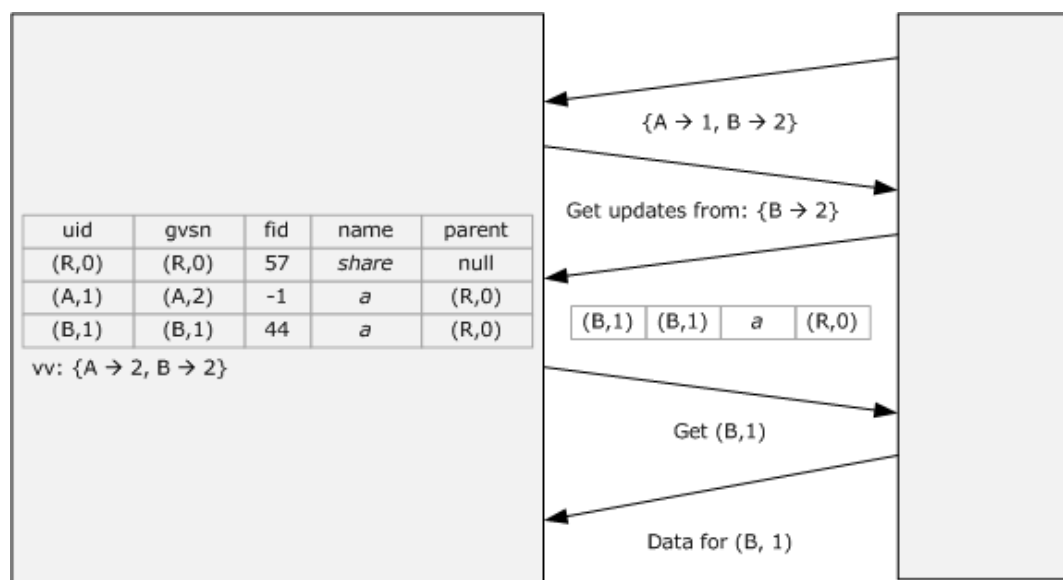 {A → 1, B → 2}
Get updates from: {B → 2}
uid gvsn fid name parent
(R,0) (R,0) 57 share null
(A,1) (A,2) -1 a (R,0)
(B,1) (B,1) 44 a (R,0)
vv: {A → 2, B → 2}
(B,1) (B,1) a (R,0)
Get (B,1)
Data for (B, 1)